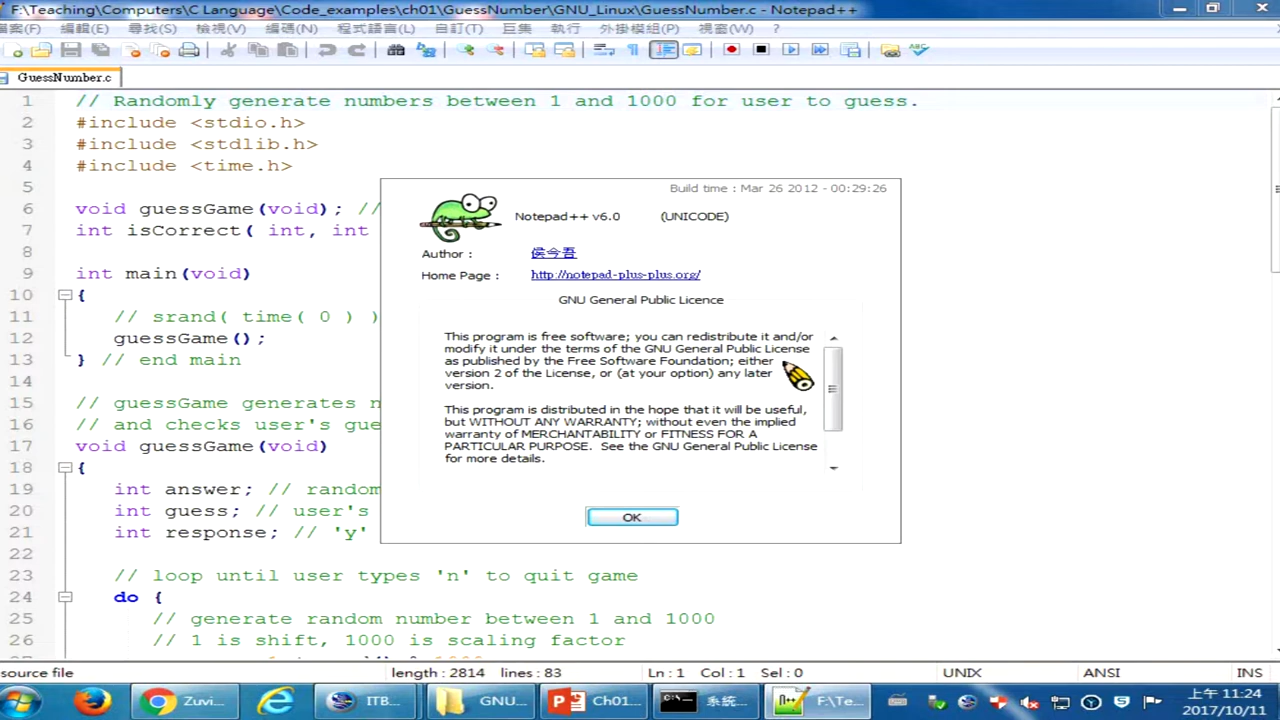 F:\Teaching\Computers\C Language\Code_examples\ch01\GuessNumber\GNU_Linux\GuessNumber.c - Notepad++
檔案(F) 編輯(E) 尋找(S) 檢視(V) 編碼(N) 程式語言(L) 自訂(T) 巨集 執行 外掛模組(P) 視窗(W) ?
GuessNumber.c
1 // Randomly generate numbers between 1 and 1000 for user to guess.
2 #include <stdio.h>
3 #include <stdlib.h>
4 #include <time.h>
5
6 void guessGame(void); //
7 int isCorrect( int, int
8
9 int main(void)
10 {
11 // srand( time( 0 ) )
12 guessGame();
13 } // end main
14
15 // guessGame generates n
16 // and checks user's gue
17 void guessGame(void)
18 {
19 int answer; // random
20 int guess; // user's
21 int response; // 'y'
22
23 // loop until user types 'n' to quit game
24 do {
25 // generate random number between 1 and 1000
26 // 1 is shift, 1000 is scaling factor
Build time : Mar 26 2012 - 00:29:26
Notepad++ v6.0 (UNICODE)
Author : 侯今吾
Home Page : http://notepad-plus-plus.org/
GNU General Public Licence
This program is free software; you can redistribute it and/or
modify it under the terms of the GNU General Public License
as published by the Free Software Foundation; either
version 2 of the License, or (at your option) any later
version.
This program is distributed in the hope that it will be useful,
but WITHOUT ANY WARRANTY; without even the implied
warranty of MERCHANTABILITY or FITNESS FOR A
PARTICULAR PURPOSE. See the GNU General Public License
for more details.
OK
source file length : 2814 lines : 83 Ln : 1 Col : 1 Sel : 0 UNIX ANSI INS
Zuvi... ITB... GNU... Ch01... 系統... F:\Te... 上午 11:24
2017/10/11